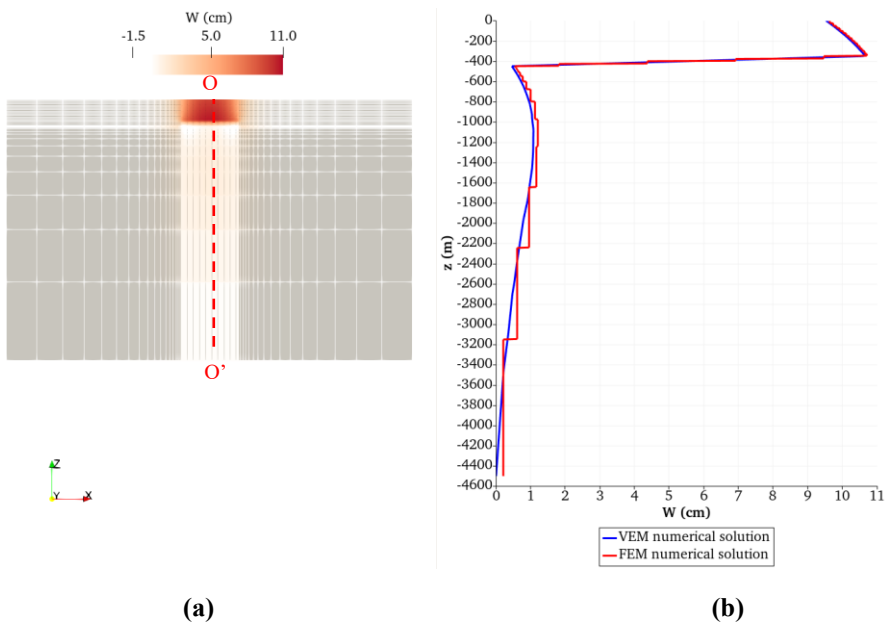 W (cm)
-1.5 5.0 11.0
O
O’
Z
Y X
(a)
(b)
0
-200
-400
-600
-800
-1000
-1200
-1400
-1600
-1800
-2000
-2200
-2400
-2600
-2800
-3000
-3200
-3400
-3600
-3800
-4000
-4200
-4400
-4600
z (m)
0 1 2 3 4 5 6 7 8 9 10 11
W (cm)
VEM numerical solution
FEM numerical solution
(a)
(b)